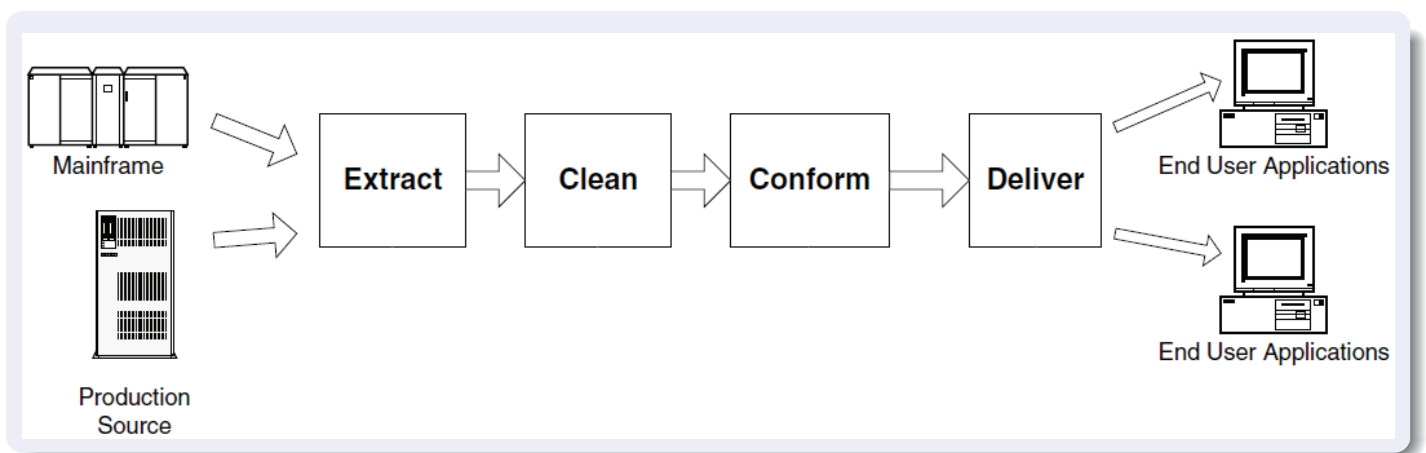 Mainframe
Production
Source
Extract
Clean
Conform
Deliver
End User Applications
End User Applications